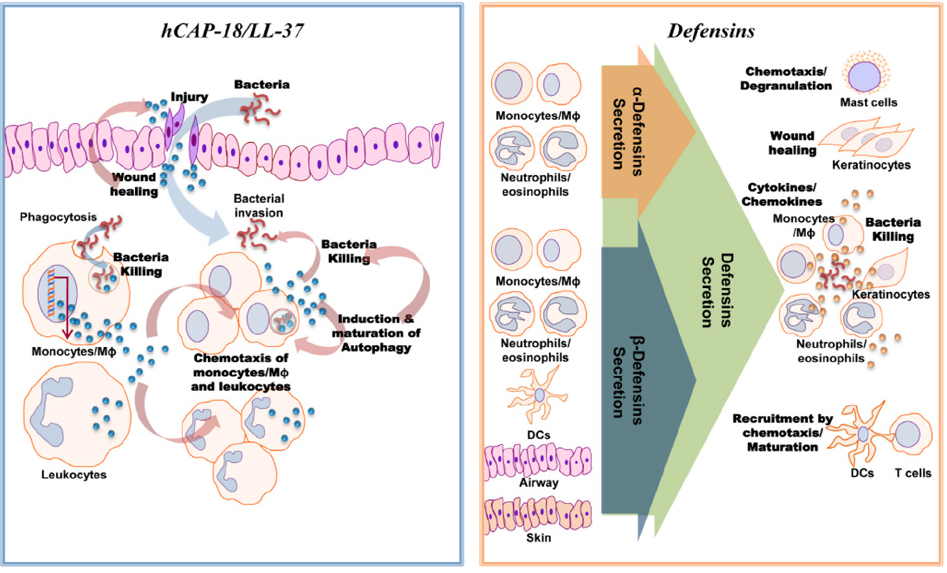 hCAP-18/LL-37
Injury
Bacteria
Wound
healing
Phagocytosis
Bacterial
invasion
Bacteria
Killing
Bacteria
Killing
Induction &
maturation of
Autophagy
Monocytes/MΦ
Chemotaxis of
monocytes/MΦ
and leukocytes
Leukocytes
Defensins
Monocytes/MΦ
Neutrophils/
eosinophils
Monocytes/MΦ
Neutrophils/
eosinophils
DCs
Airway
Skin
α-Defensins
Secretion
β-Defensins
Secretion
Defensins
Secretion
Chemotaxis/
Degranulation
Mast cells
Wound
healing
Keratinocytes
Cytokines/
Chemokines
Monocytes
/MΦ
Bacteria
Killing
Keratinocytes
Neutrophils/
eosinophils
Recruitment by
chemotaxis/
Maturation
DCs
T cells